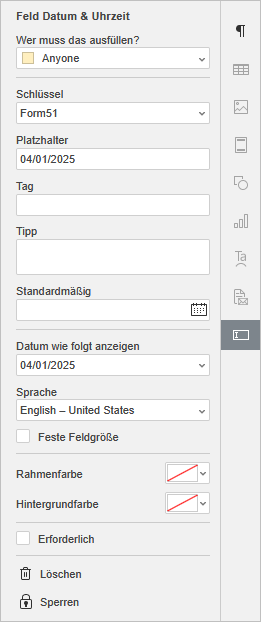 Feld Datum & Uhrzeit
Wer muss das ausfüllen?
Anyone
Schlüssel
Form51
Platzhalter
04/01/2025
Tag
Tipp
Standardmäßig
Datum wie folgt anzeigen
04/01/2025
Sprache
English – United States
Feste Feldgröße
Rahmenfarbe
Hintergrundfarbe
Erforderlich
Löschen
Sperren
Ta